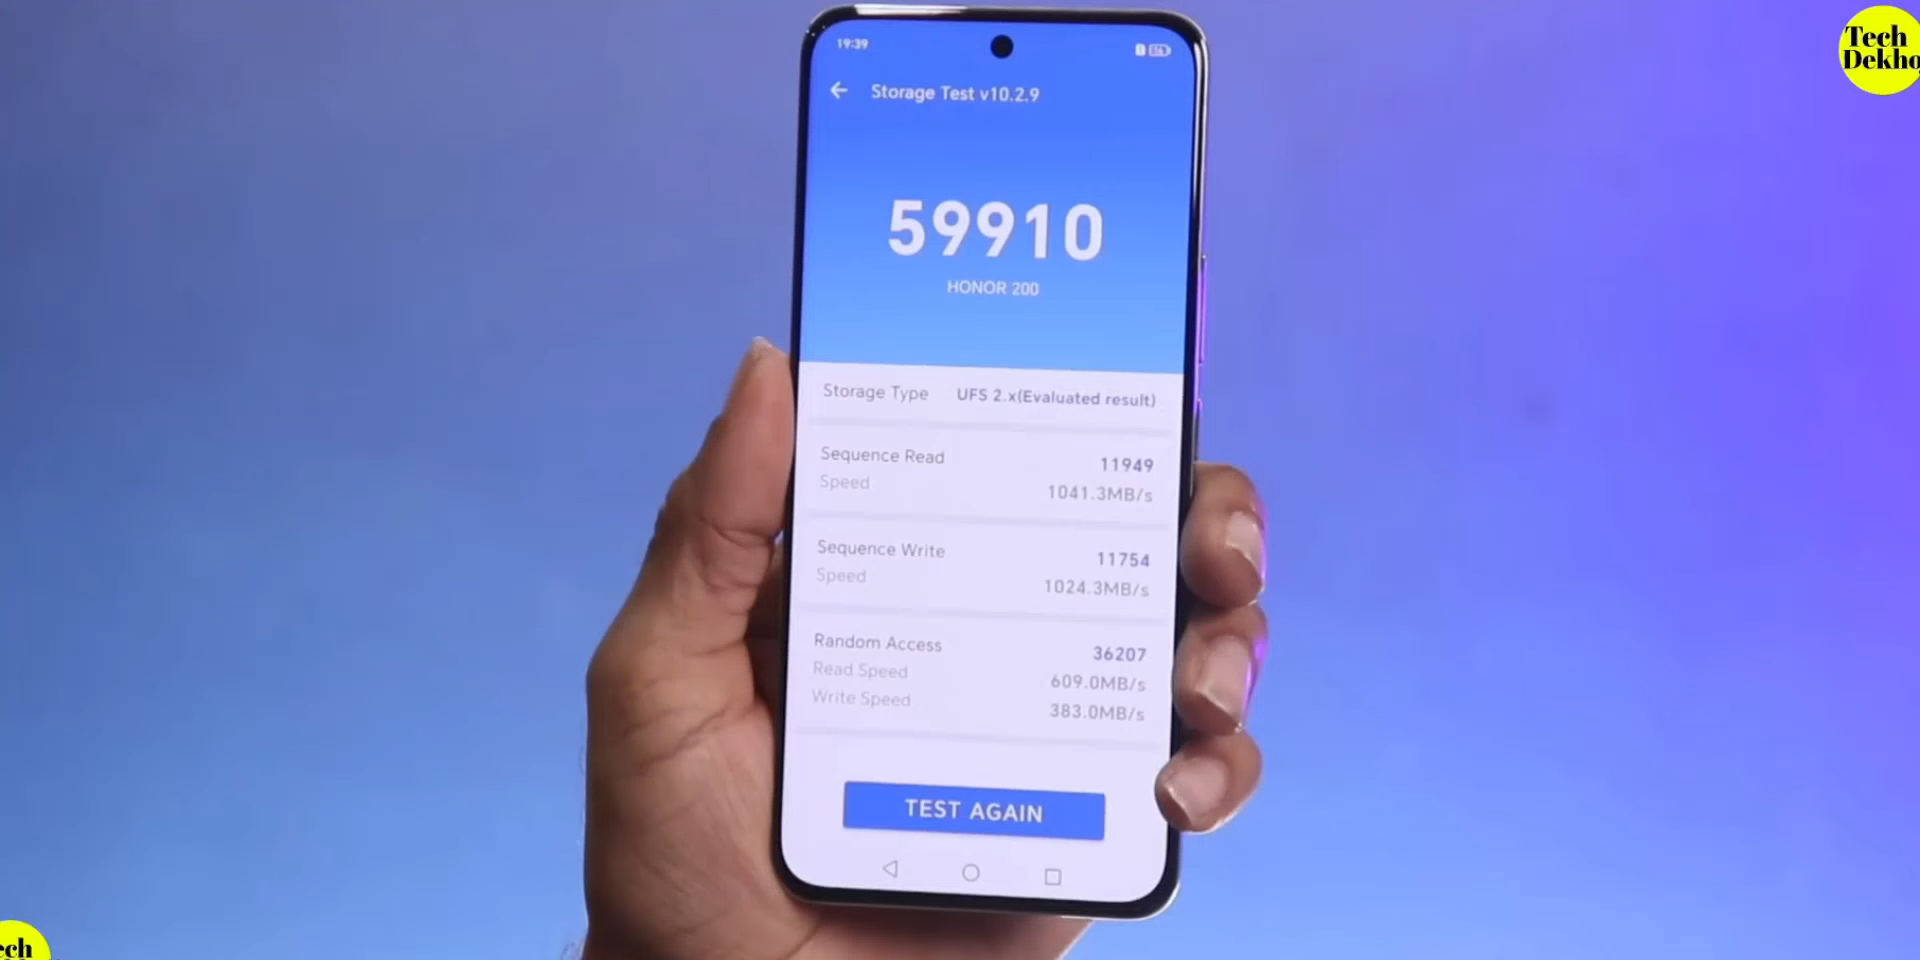 19:39
Storage Test v10.2.9
59910
HONOR 200
Storage Type UFS 2.x(Evaluated result)
Sequence Read 11949
Speed 1041.3MB/s
Sequence Write 11754
Speed 1024.3MB/s
Random Access 36207
Read Speed 609.0MB/s
Write Speed 383.0MB/s
TEST AGAIN
Tech
Dekho
ech